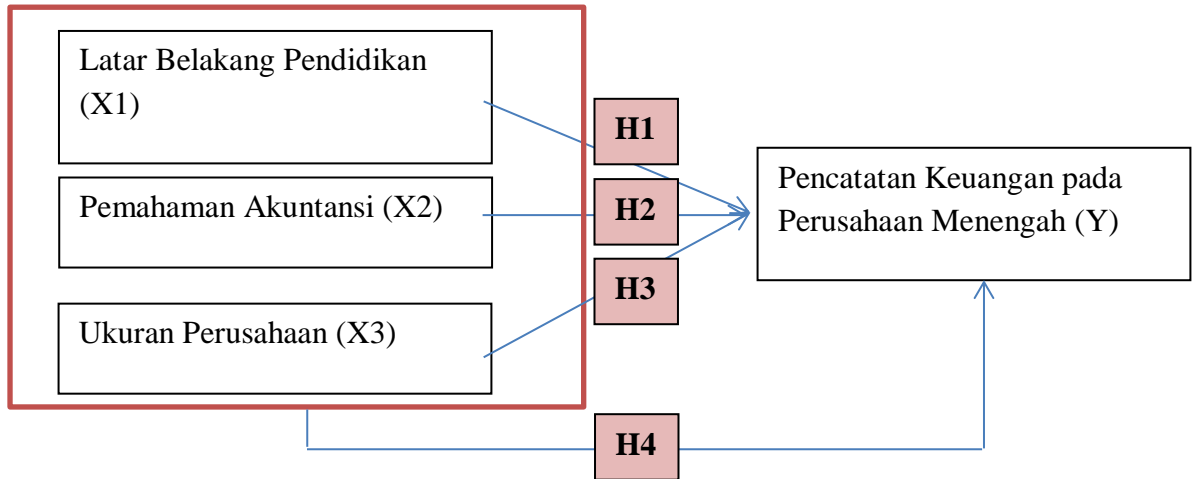 Latar Belakang Pendidikan
(X1)
Pemahaman Akuntansi (X2)
Ukuran Perusahaan (X3)
H1
H2
H3
H4
Pencatatan Keuangan pada
Perusahaan Menengah (Y)